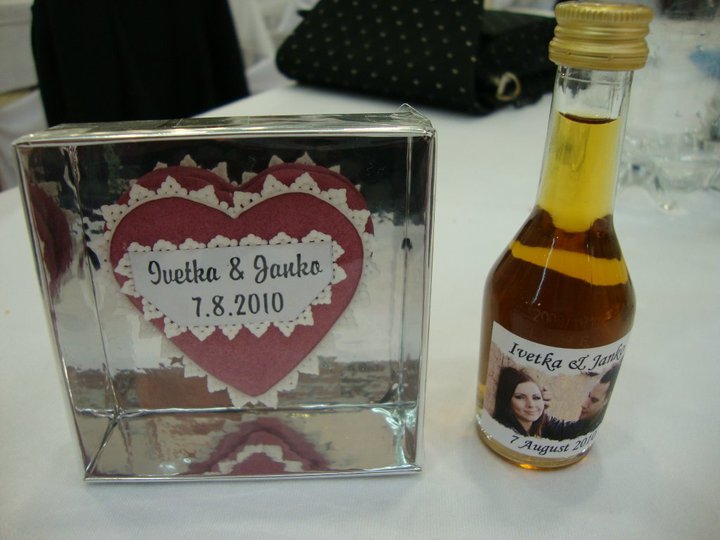 Ivetka & Janko
7.8.2010
Ivetka & Janko
7 August 2010